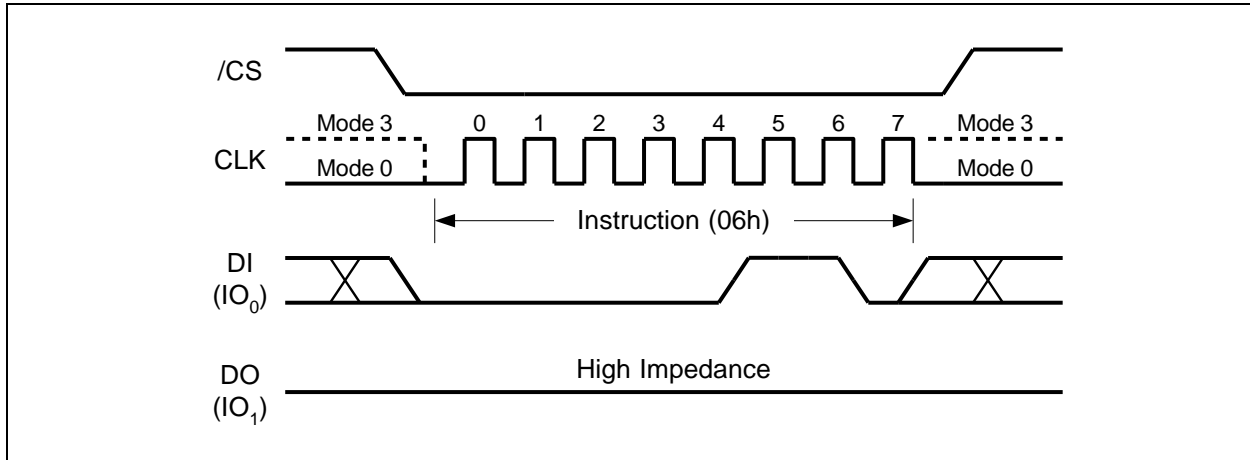 /CS
Mode 3 0 1 2 3 4 5 6 7 Mode 3
CLK
Mode 0 Mode 0
Instruction (06h)
DI
(IO₀)
High Impedance
DO
(IO₁)